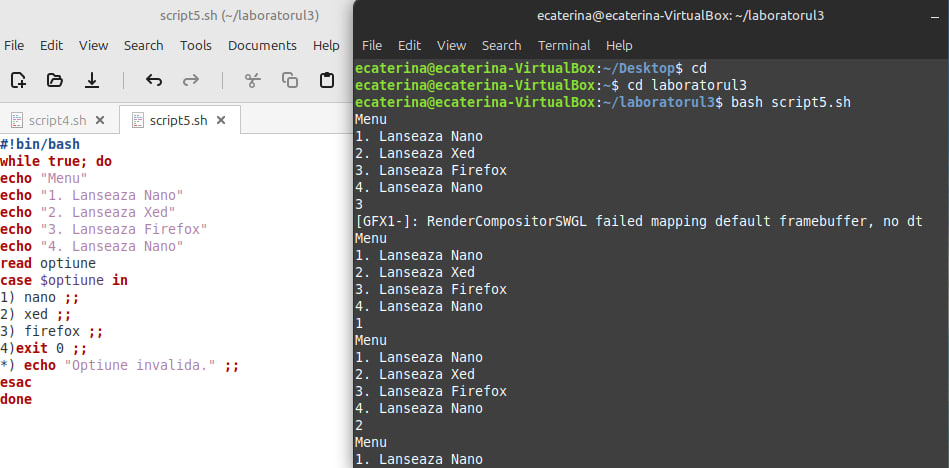 script5.sh (~/laboratorul3)
File Edit View Search Tools Documents Help
script4.sh script5.sh
#!bin/bash
while true; do
echo "Menu"
echo "1. Lanseaza Nano"
echo "2. Lanseaza Xed"
echo "3. Lanseaza Firefox"
echo "4. Lanseaza Nano"
read optiune
case $optiune in
1) nano ;;
2) xed ;;
3) firefox ;;
4)exit 0 ;;
*) echo "Optiune invalida." ;;
esac
done
ecaterina@ecaterina-VirtualBox: ~/laboratorul3
File Edit View Search Terminal Help
ecaterina@ecaterina-VirtualBox:~/Desktop$ cd
ecaterina@ecaterina-VirtualBox:~$ cd laboratorul3
ecaterina@ecaterina-VirtualBox:~/laboratorul3$ bash script5.sh
Menu
1. Lanseaza Nano
2. Lanseaza Xed
3. Lanseaza Firefox
4. Lanseaza Nano
3
[GFX1-]: RenderCompositorSWGL failed mapping default framebuffer, no dt
Menu
1. Lanseaza Nano
2. Lanseaza Xed
3. Lanseaza Firefox
4. Lanseaza Nano
1
Menu
1. Lanseaza Nano
2. Lanseaza Xed
3. Lanseaza Firefox
4. Lanseaza Nano
2
Menu
1. Lanseaza Nano